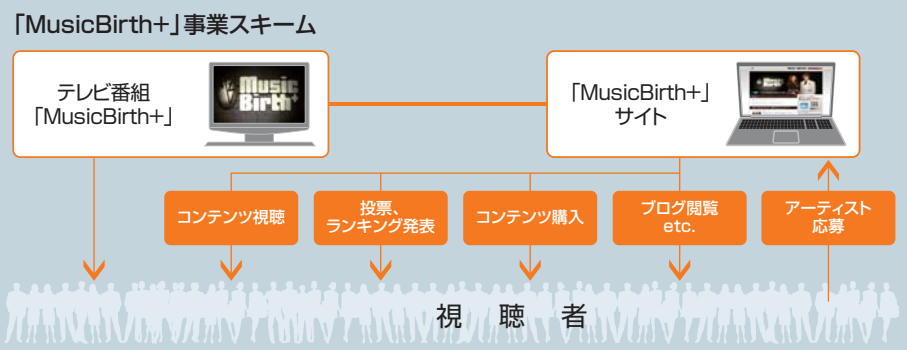 「MusicBirth+」事業スキーム
テレビ番組
「MusicBirth+」
Music
Birth+
「MusicBirth+」
サイト
コンテンツ視聴
投票、
ランキング発表
コンテンツ購入
ブログ閲覧
etc.
アーティスト
応募
視 聴 者